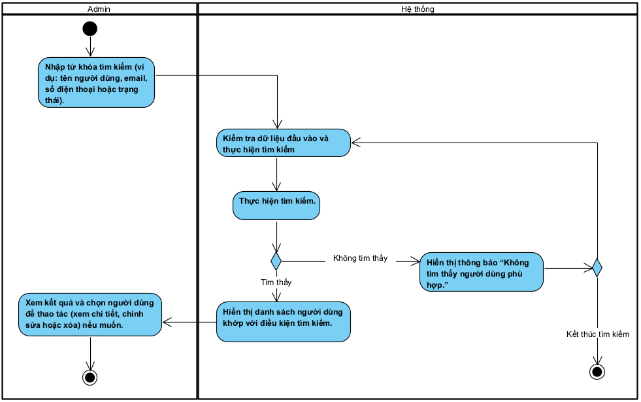 Admin
Hệ thống
Nhập từ khóa tìm kiếm (ví
dụ: tên người dùng, email,
số điện thoại hoặc trạng
thái).
Kiểm tra dữ liệu đầu vào và
thực hiện tìm kiếm
Thực hiện tìm kiếm.
Không tìm thấy
Hiển thị thông báo “Không
tìm thấy người dùng phù
hợp.”
Tìm thấy
Xem kết quả và chọn người dùng
để thao tác (xem chi tiết, chỉnh
sửa hoặc xóa) nếu muốn.
Hiển thị danh sách người dùng
khớp với điều kiện tìm kiếm.
Kết thúc tìm kiếm